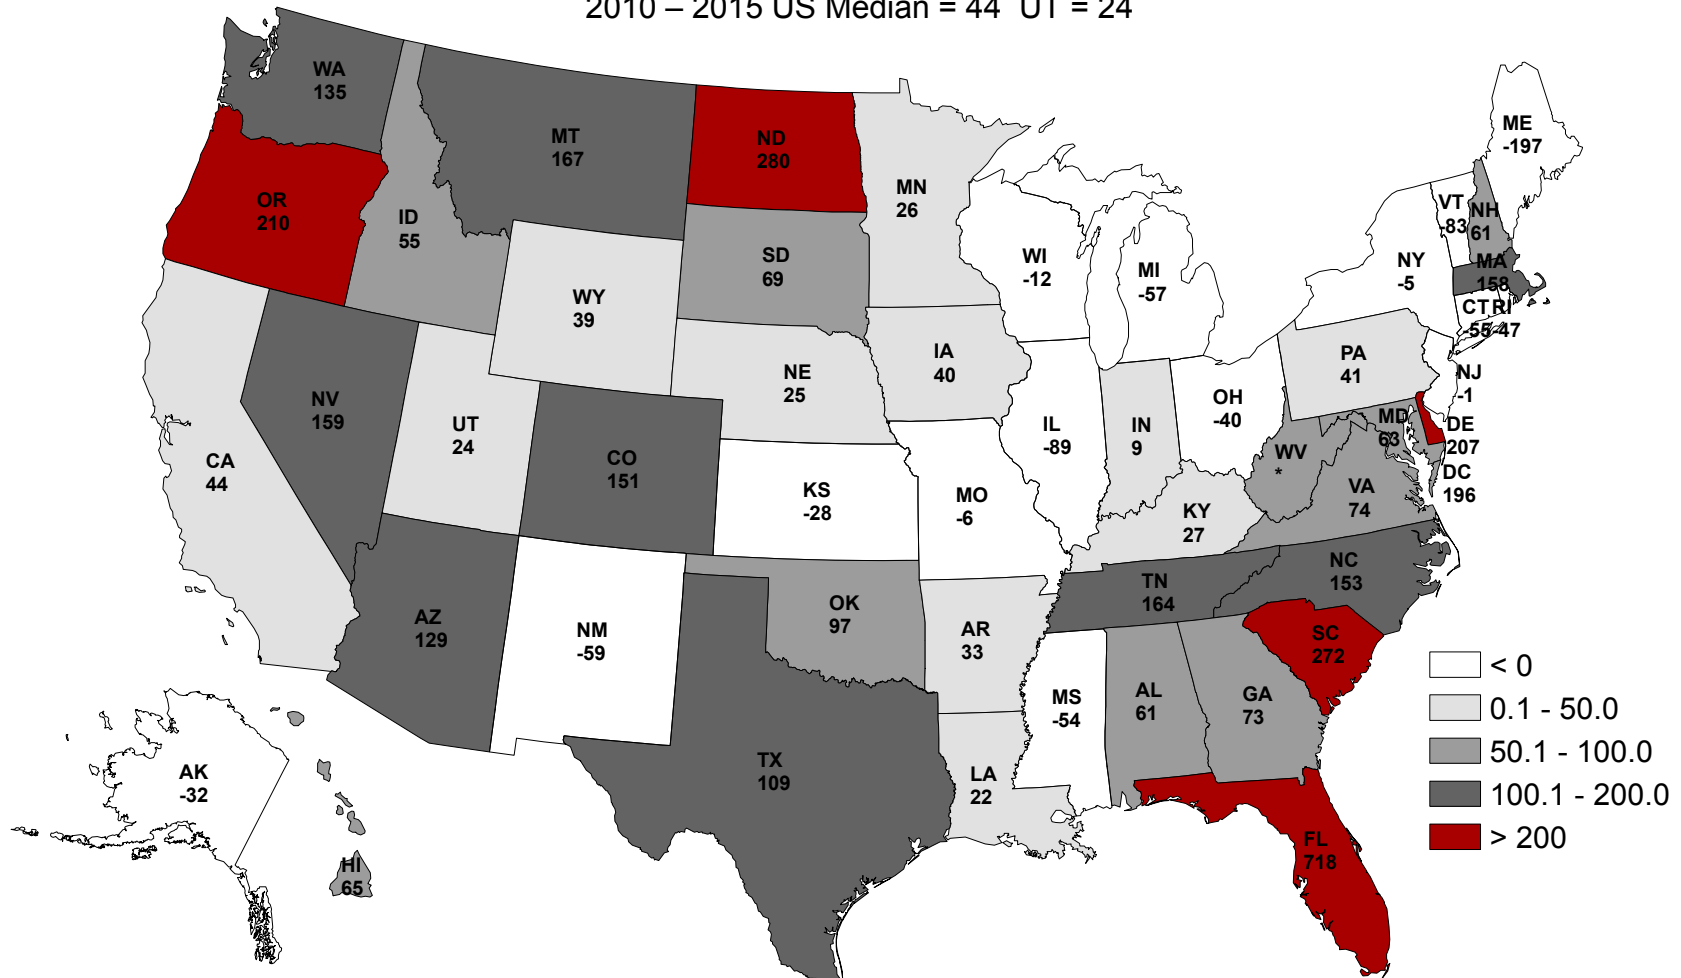 2010 – 2015 US Median = 44 UT = 24
WA
135
MT
167
ND
280
OR
210
ID
55
MN
26
SD
69
WI
-12
MI
-57
ME
-197
VT
-83
NH
61
MA
158
NY
-5
CT
-55
RI
-47
WY
39
NE
25
IA
40
PA
41
NJ
-1
NV
159
UT
24
CO
151
IL
-89
IN
9
OH
-40
MD
63
DE
207
DC
196
WV
*
VA
74
CA
44
KS
-28
MO
-6
KY
27
NC
153
TN
164
AZ
129
NM
-59
OK
97
AR
33
SC
272
MS
-54
AL
61
GA
73
TX
109
LA
22
FL
718
AK
-32
HI
65
< 0
0.1 - 50.0
50.1 - 100.0
100.1 - 200.0
> 200